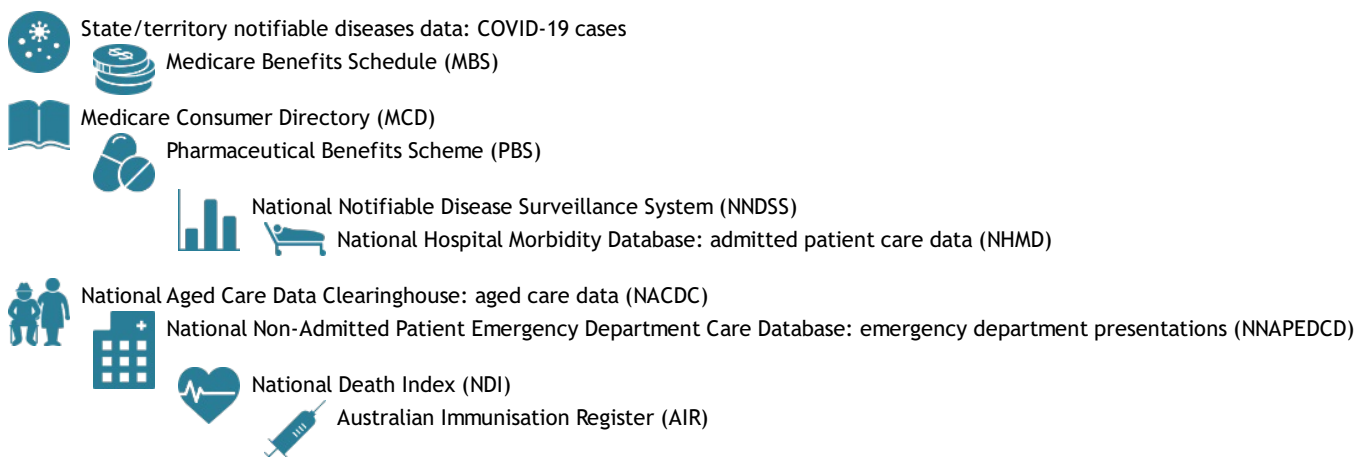 State/territory notifiable diseases data: COVID-19 cases
Medicare Benefits Schedule (MBS)
Medicare Consumer Directory (MCD)
Pharmaceutical Benefits Scheme (PBS)
National Notifiable Disease Surveillance System (NNDSS)
National Hospital Morbidity Database: admitted patient care data (NHMD)
National Aged Care Data Clearinghouse: aged care data (NACDC)
National Non-Admitted Patient Emergency Department Care Database: emergency department presentations (NNAPEDCD)
National Death Index (NDI)
Australian Immunisation Register (AIR)